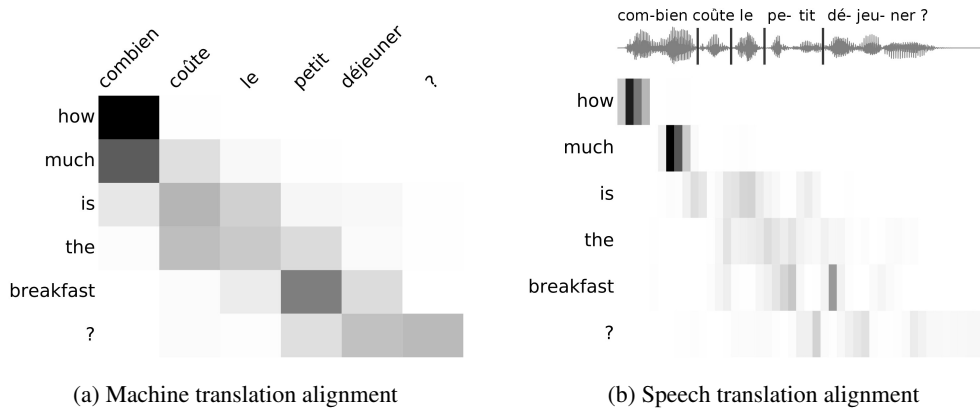 combien coûte le petit déjeuner ?
how
much
is
the
breakfast
?
(a) Machine translation alignment
com-bien coûte le pe- tit dé- jeu- ner ?
how
much
is
the
breakfast
?
(b) Speech translation alignment